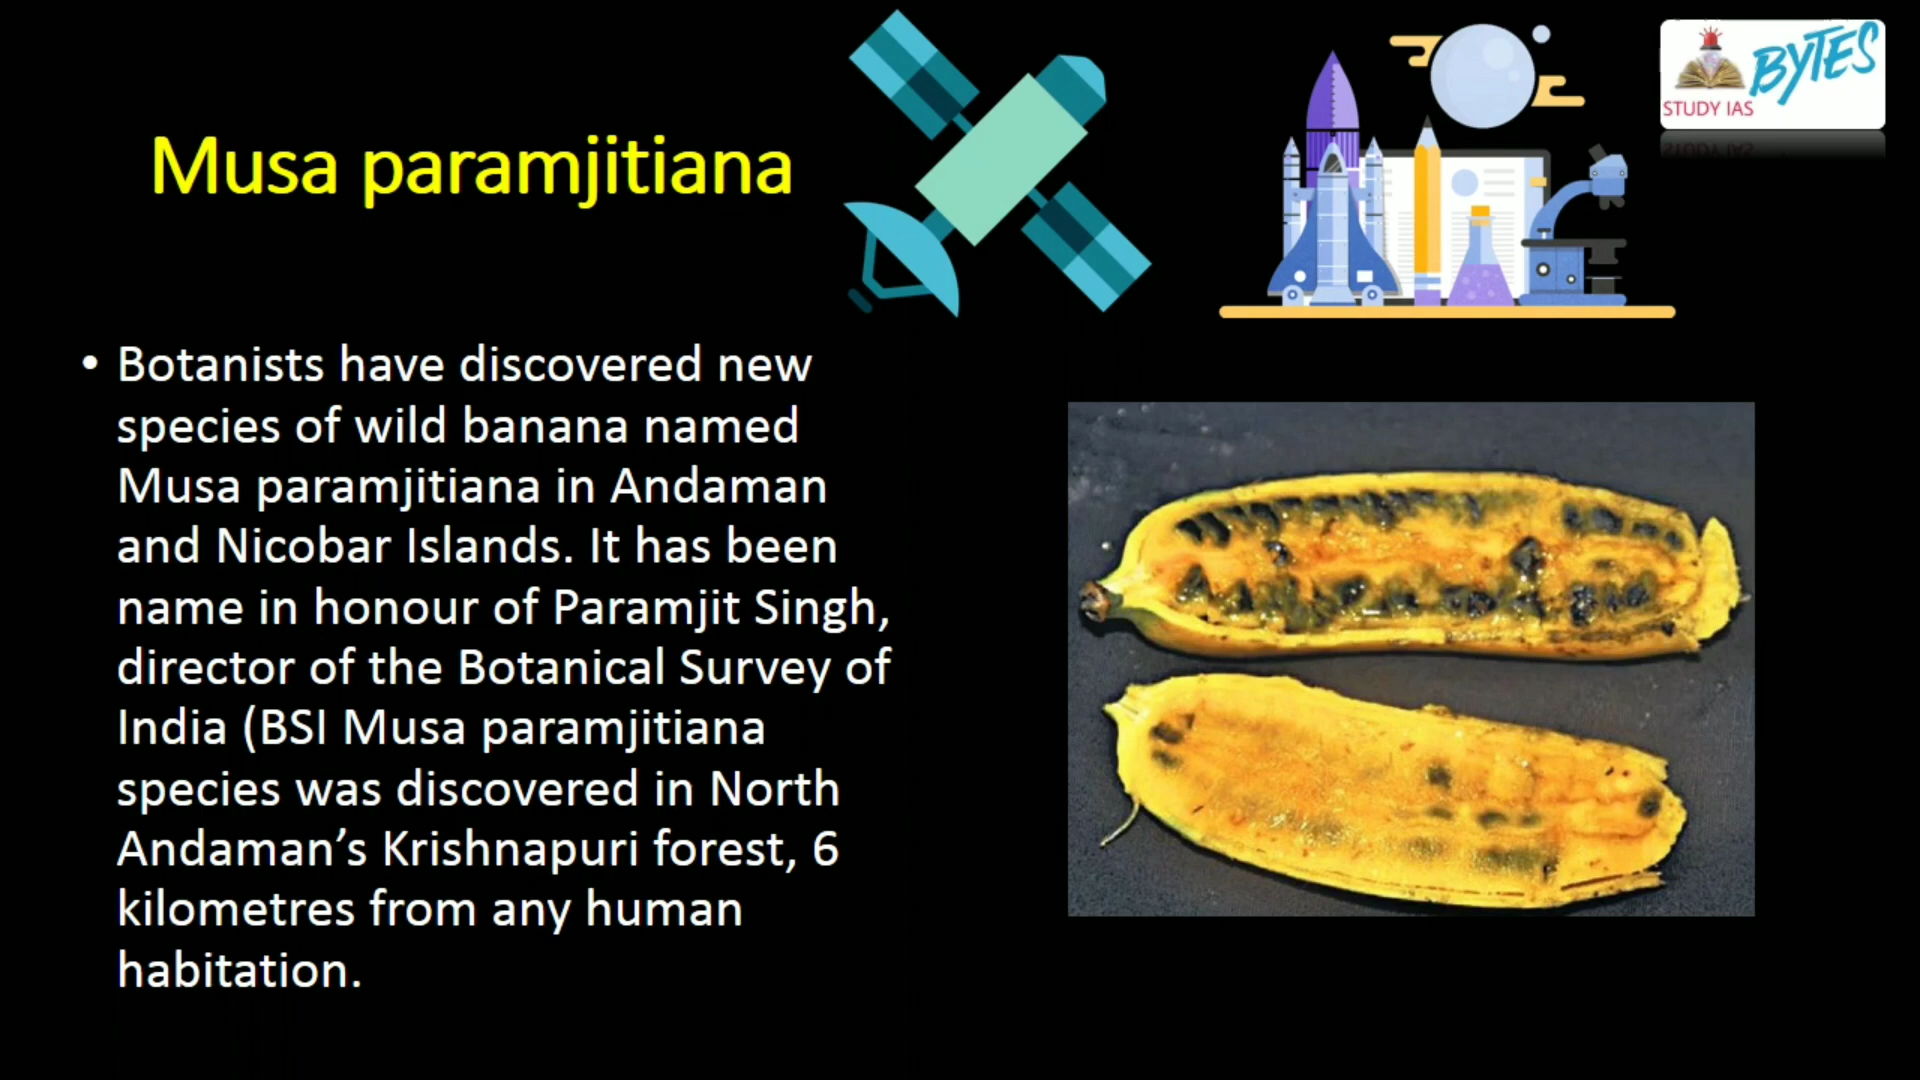 Musa paramjitiana
STUDY IAS
BYTES
• Botanists have discovered new
species of wild banana named
Musa paramjitiana in Andaman
and Nicobar Islands. It has been
name in honour of Paramjit Singh,
director of the Botanical Survey of
India (BSI Musa paramjitiana
species was discovered in North
Andaman’s Krishnapuri forest, 6
kilometres from any human
habitation.